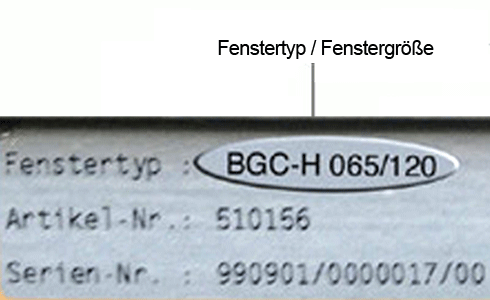 Fenstertyp / Fenstergröße
Fenstertyp : BGC-H 065/120
Artikel-Nr.: 510156
Serien-Nr. : 990901/0000017/00